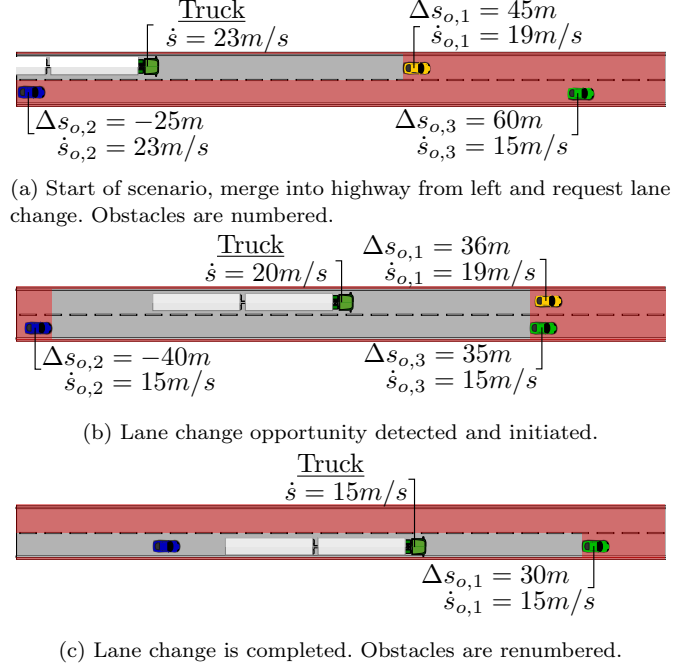 Truck
ṡ = 23m/s
Δs_{o,1} = 45m
ṡ_{o,1} = 19m/s
Δs_{o,2} = −25m
ṡ_{o,2} = 23m/s
Δs_{o,3} = 60m
ṡ_{o,3} = 15m/s
(a) Start of scenario, merge into highway from left and request lane
change. Obstacles are numbered.
Truck
ṡ = 20m/s
Δs_{o,1} = 36m
ṡ_{o,1} = 19m/s
Δs_{o,2} = −40m
ṡ_{o,2} = 15m/s
Δs_{o,3} = 35m
ṡ_{o,3} = 15m/s
(b) Lane change opportunity detected and initiated.
Truck
ṡ = 15m/s
Δs_{o,1} = 30m
ṡ_{o,1} = 15m/s
(c) Lane change is completed. Obstacles are renumbered.